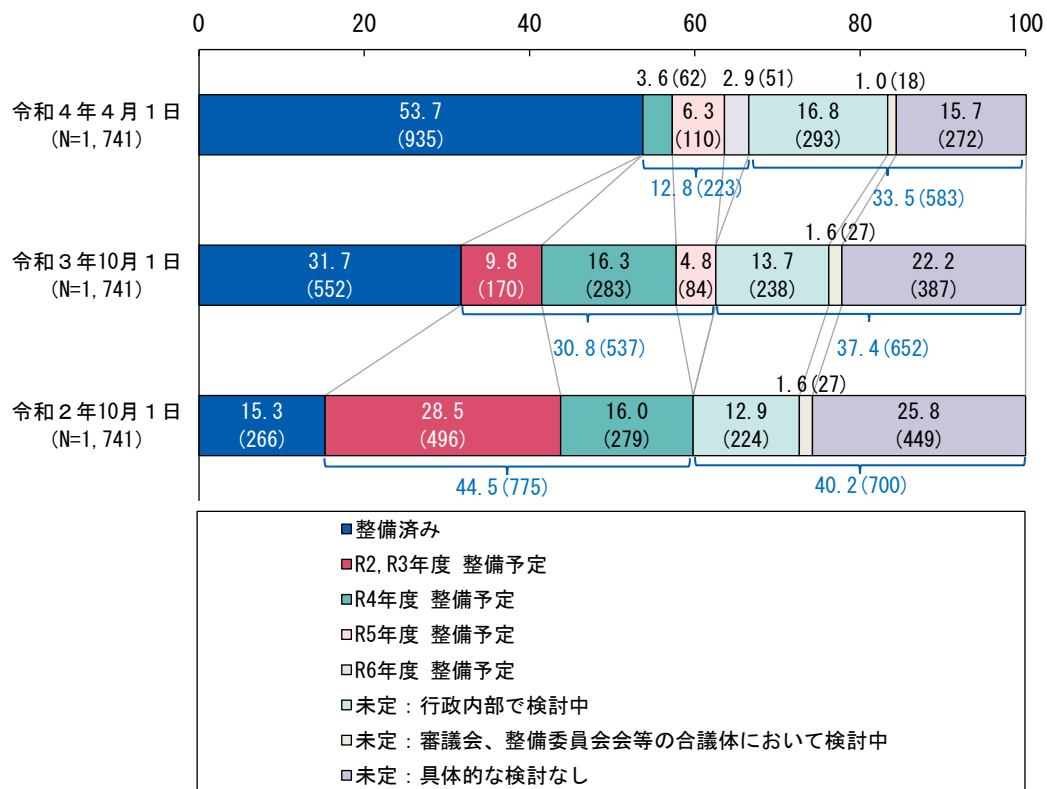 0 20 40 60 80 100
3.6(62) 2.9(51) 1.0(18)
令和４年４月１日
(N=1,741)
53.7
(935)
6.3
(110)
16.8
(293)
15.7
(272)
12.8(223)
33.5(583)
1.6(27)
令和３年10月１日
(N=1,741)
31.7
(552)
9.8
(170)
16.3
(283)
4.8
(84)
13.7
(238)
22.2
(387)
30.8(537)
37.4(652)
1.6(27)
令和２年10月１日
(N=1,741)
15.3
(266)
28.5
(496)
16.0
(279)
12.9
(224)
25.8
(449)
44.5(775)
40.2(700)
整備済み
R2,R3年度 整備予定
R4年度 整備予定
R5年度 整備予定
R6年度 整備予定
未定：行政内部で検討中
未定：審議会、整備委員会会等の合議体において検討中
未定：具体的な検討なし